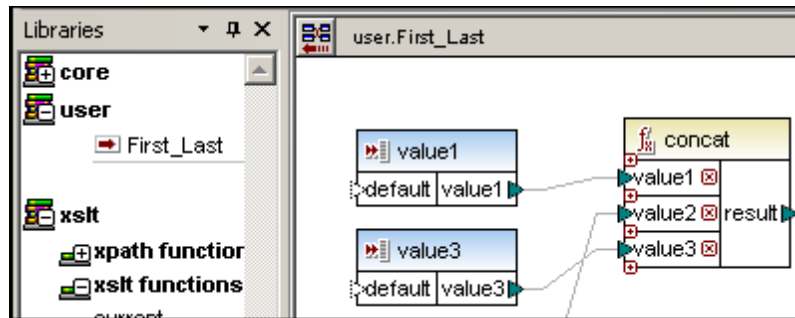 Libraries
core
user
First_Last
xslt
xpath function
xslt functions
current
user.First_Last
value1
default value1
value3
default value3
concat
value1
value2 result
value3